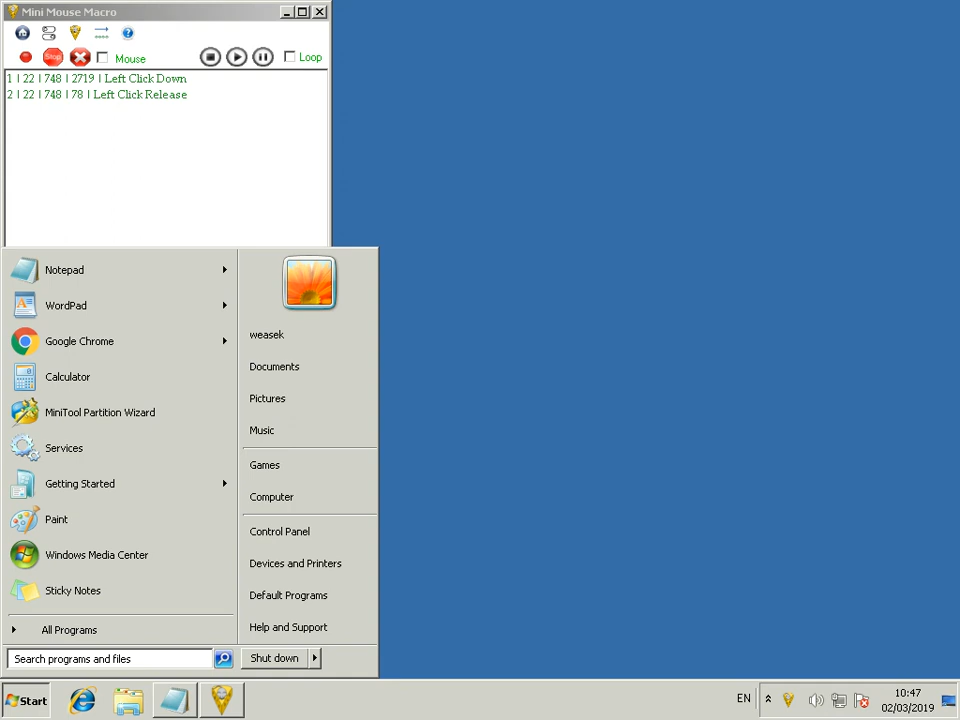 Mini Mouse Macro
Stop
Mouse
Loop
1 | 22 | 748 | 2719 | Left Click Down
2 | 22 | 748 | 78 | Left Click Release
Notepad
WordPad
Google Chrome
Calculator
MiniTool Partition Wizard
Services
Getting Started
Paint
Windows Media Center
Sticky Notes
All Programs
Search programs and files
weasek
Documents
Pictures
Music
Games
Computer
Control Panel
Devices and Printers
Default Programs
Help and Support
Shut down
Start
EN
10:47
02/03/2019